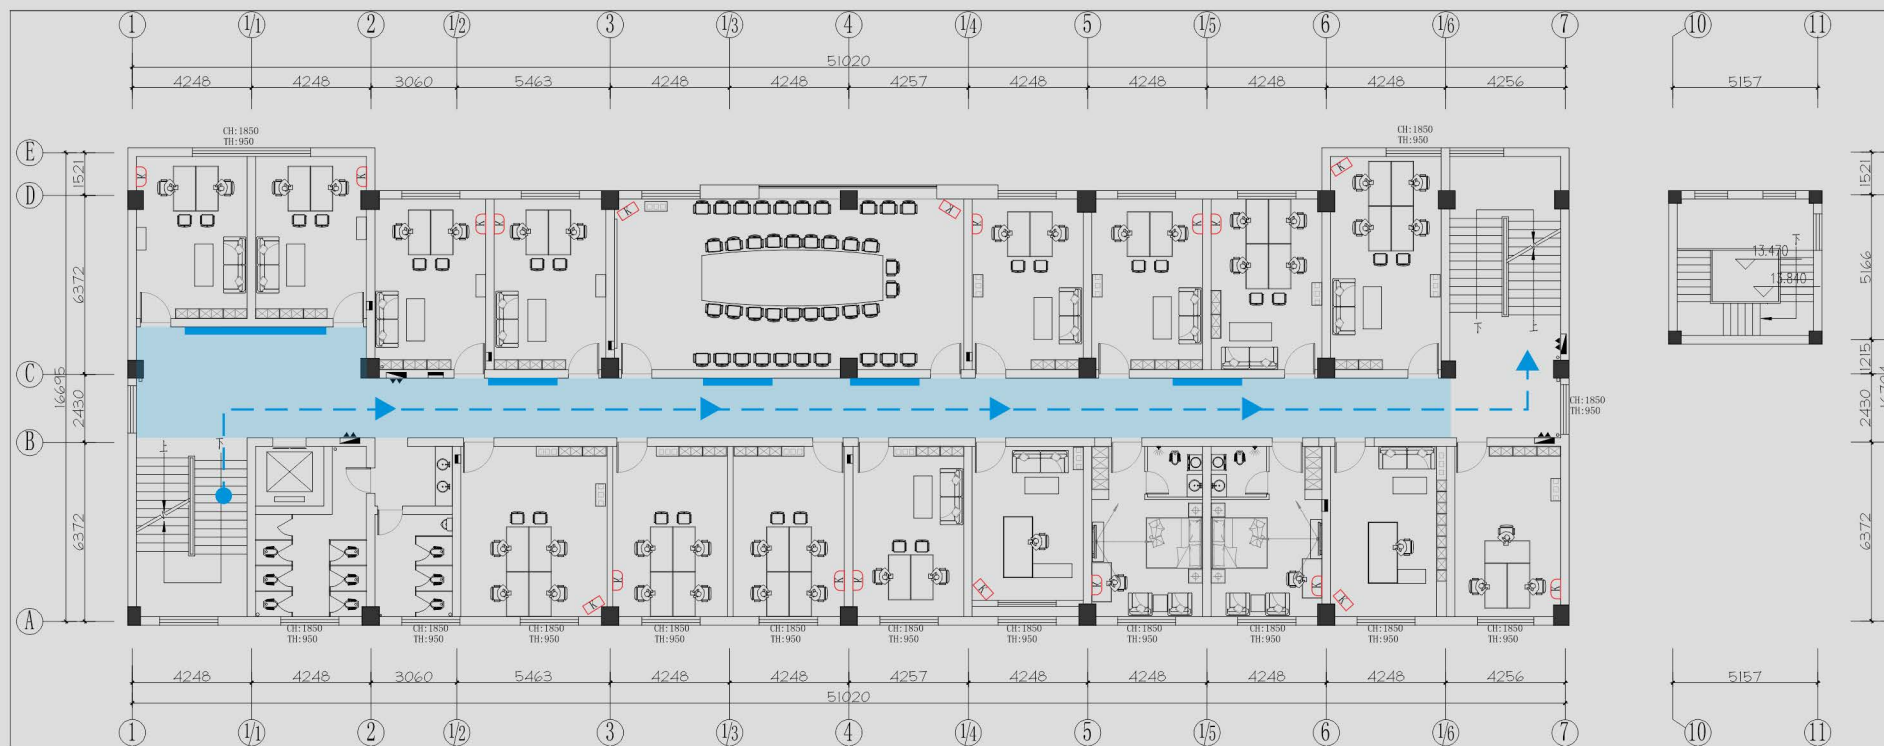 1 1/1 2 1/2 3 1/3 4 1/4 5 1/5 6 1/6 7 10 11
51020
4248 4248 3060 5463 4248 4248 4257 4248 4248 4248 4248 4256 5157
CH:1850
TH:950
CH:1850
TH:950
E
1521
D
6372
C
16695
2430
B
6372
A
K K K K K K K K K K
下 上
上 下
13.470
下
13.840
1521
5166
1215
2430
6372
CH:1850
TH:950
K K K K K K K K
CH:1850 CH:1850 CH:1850 CH:1850 CH:1850 CH:1850 CH:1850 CH:1850 CH:1850 CH:1850 CH:1850
TH:950 TH:950 TH:950 TH:950 TH:950 TH:950 TH:950 TH:950 TH:950 TH:950 TH:950
4248 4248 3060 5463 4248 4248 4257 4248 4248 4248 4248 4256 5157
51020
1 1/1 2 1/2 3 1/3 4 1/4 5 1/5 6 1/6 7 10 11